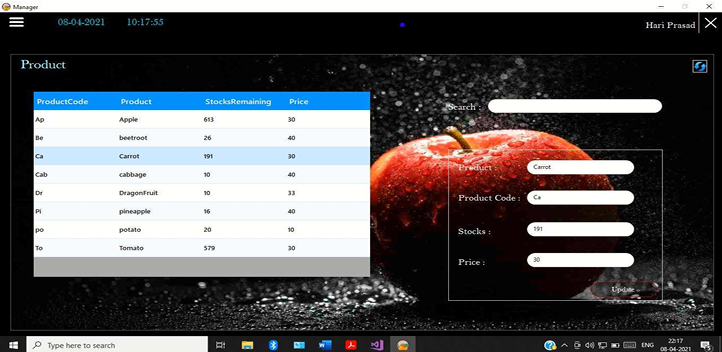 Manager
08-04-2021 10:17:55 Hari Prasad
Product
Search :
ProductCode Product StocksRemaining Price
Ap Apple 613 30
Be beetroot 26 40
Ca Carrot 191 30
Cab cabbage 10 40
Dr DragonFruit 10 33
Pi pineapple 16 40
po potato 20 10
To Tomato 579 30
Product : Carrot
Product Code : Ca
Stocks : 191
Price : 30
Update
Type here to search
ENG
22:17
08-04-2021